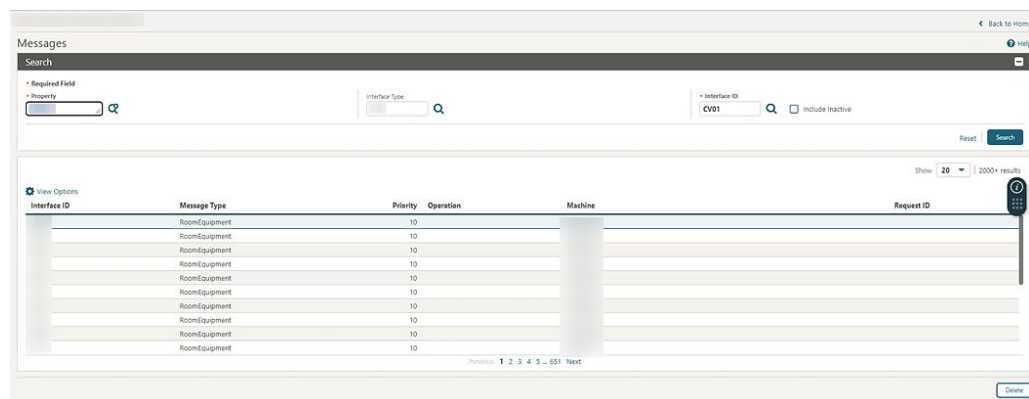 Back to Home
Messages
Help
Search
* Required Field
* Property
Interface Type
* Interface ID
CV01
Include Inactive
Reset
Search
Show 20 2000+ results
View Options
Interface ID Message Type Priority Operation Machine Request ID
RoomEquipment 10
RoomEquipment 10
RoomEquipment 10
RoomEquipment 10
RoomEquipment 10
RoomEquipment 10
RoomEquipment 10
RoomEquipment 10
RoomEquipment 10
RoomEquipment 10
Previous 1 2 3 4 5 ... 651 Next
Delete